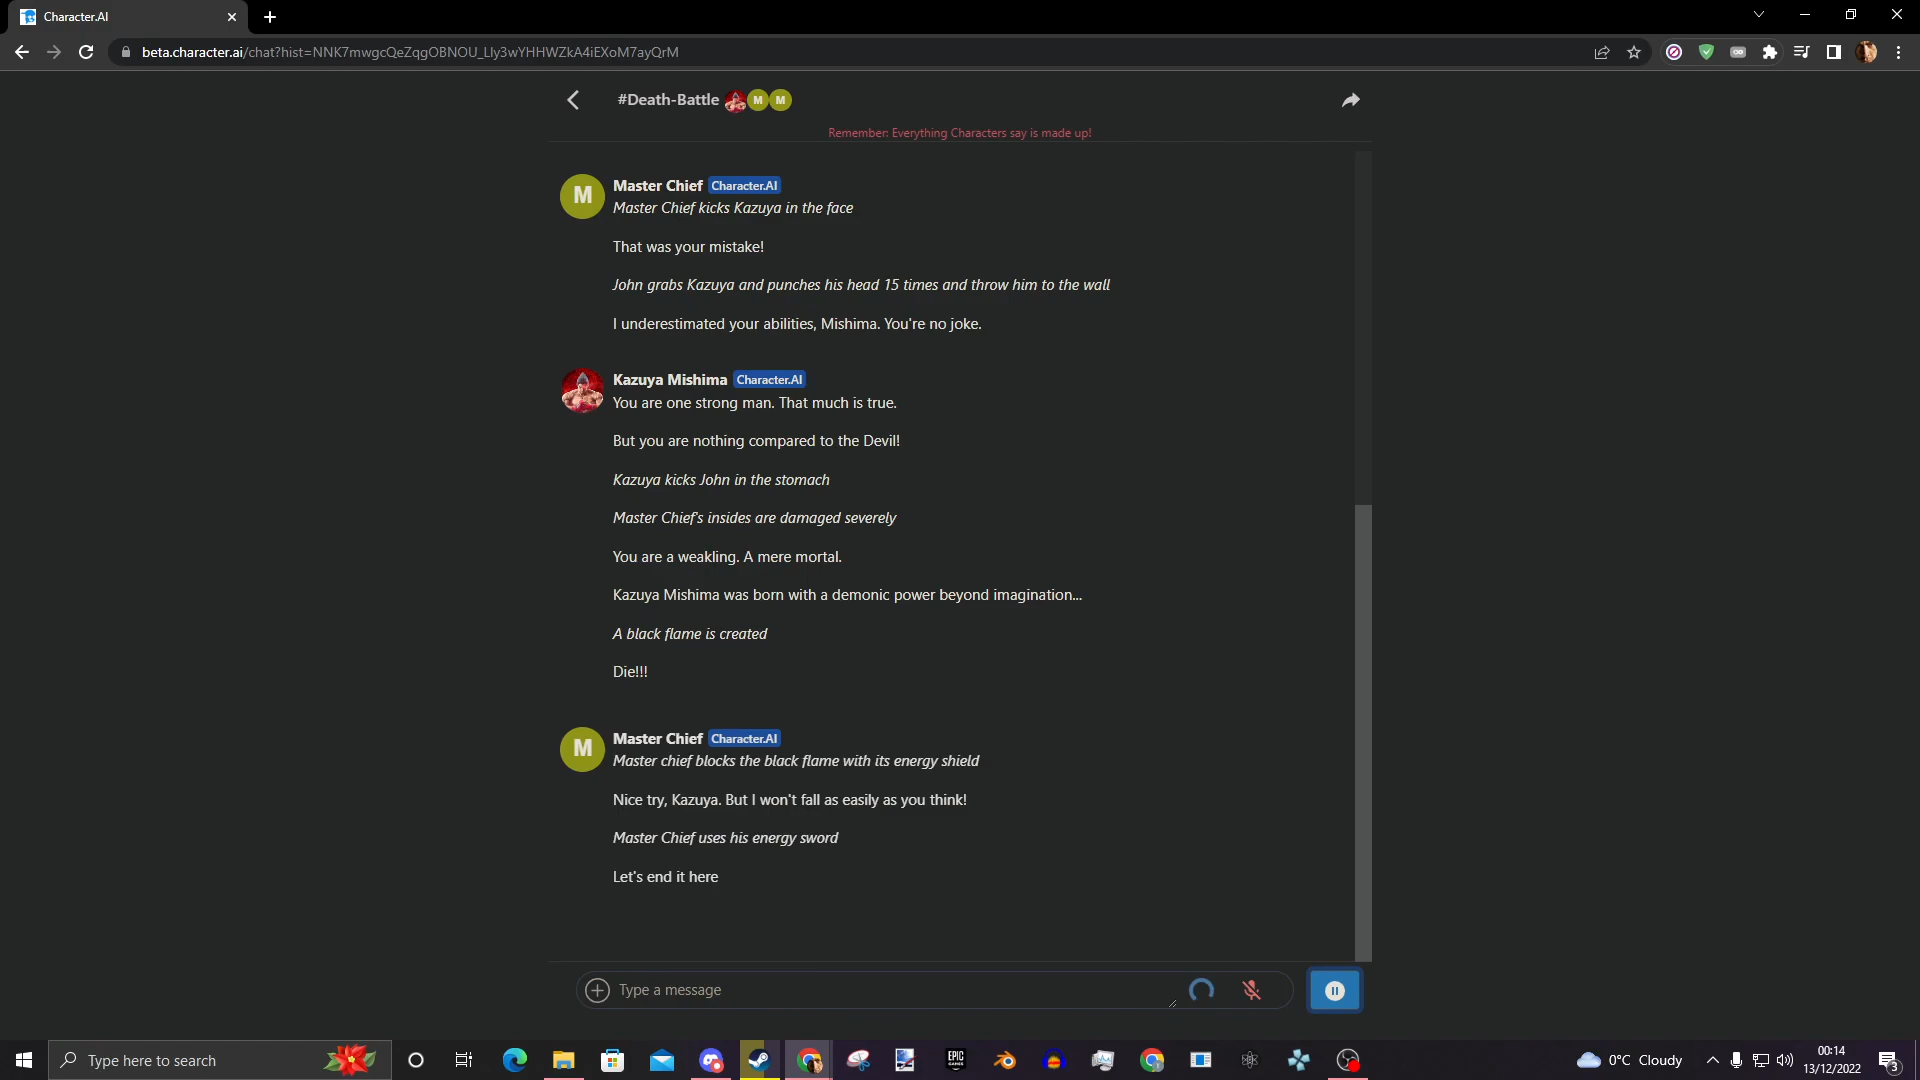 Character.AI
beta.character.ai/chat?hist=NNK7mwgcQeZqgOBNOU_Lly3wYHHWZkA4iEXoM7ayQrM
#Death-Battle M M
Remember: Everything Characters say is made up!
M
Master Chief Character.AI
Master Chief kicks Kazuya in the face
That was your mistake!
John grabs Kazuya and punches his head 15 times and throw him to the wall
I underestimated your abilities, Mishima. You're no joke.
Kazuya Mishima Character.AI
You are one strong man. That much is true.
But you are nothing compared to the Devil!
Kazuya kicks John in the stomach
Master Chief's insides are damaged severely
You are a weakling. A mere mortal.
Kazuya Mishima was born with a demonic power beyond imagination...
A black flame is created
Die!!!
M
Master Chief Character.AI
Master chief blocks the black flame with its energy shield
Nice try, Kazuya. But I won't fall as easily as you think!
Master Chief uses his energy sword
Let's end it here
Type a message
Type here to search
EPIC
GAMES
0°C Cloudy
00:14
13/12/2022
3